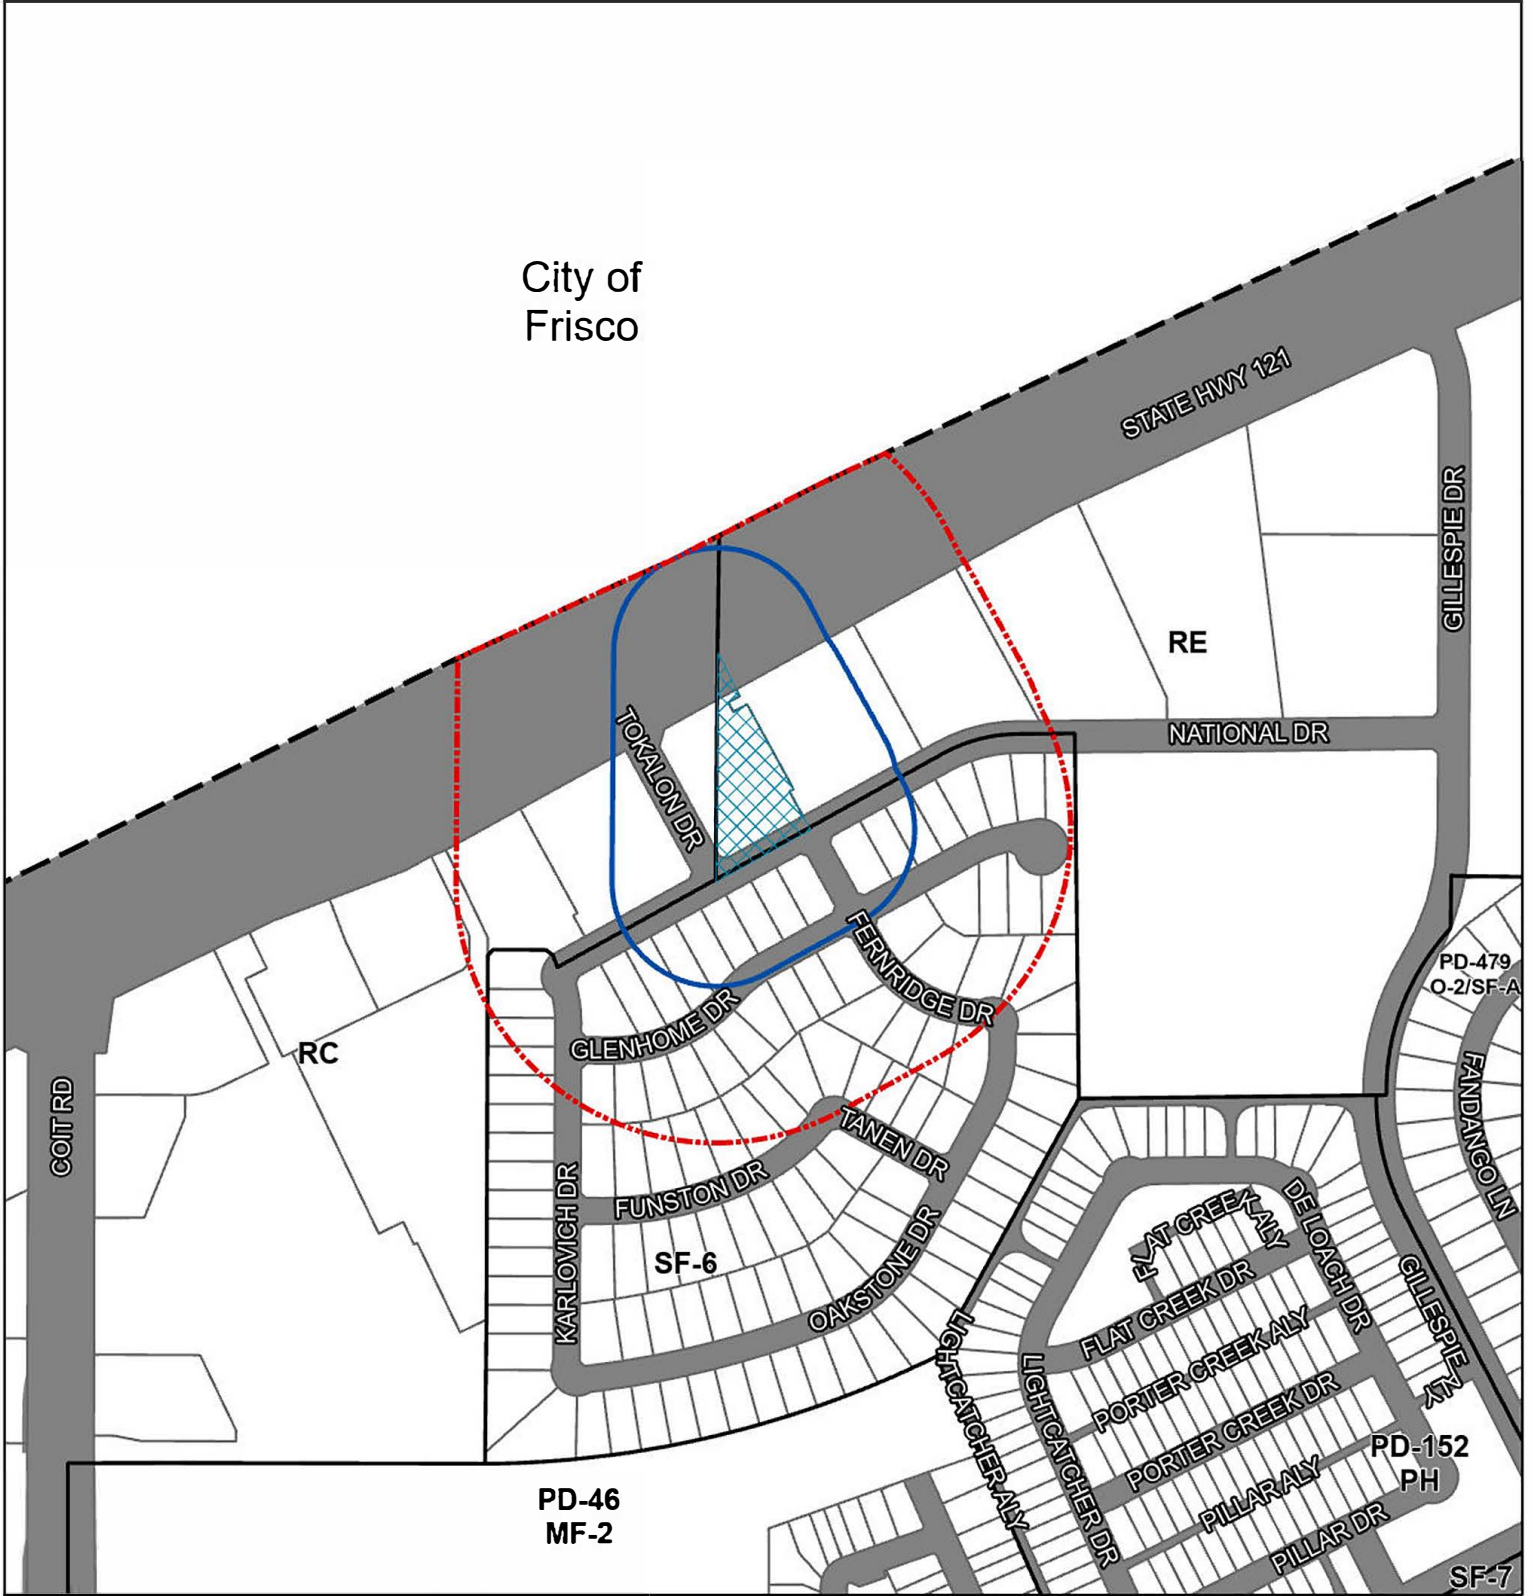 City of
Frisco
STATE HWY 121
GILLESPIE DR
RE
TOKALON DR
NATIONAL DR
FERNRIDGE DR
PD-479
O-2/SF-A
GLENHOME DR
RC
COIT RD
FANDANGO LN
TANEN DR
FUNSTON DR
KARLOVICH DR
SF-6
OAKSTONE DR
FLAT CREEK ALY
DE LOACH DR
FLAT CREEK DR
GILLESPIE ALY
PORTER CREEK ALY
LIGHTCATCHER ALY
LIGHTCATCHER DR
PORTER CREEK DR
PD-152
PH
PILLAR ALY
PD-46
MF-2
PILLAR DR
SF-7